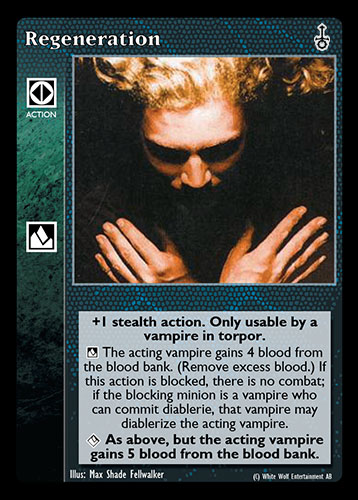 Regeneration
ACTION
+1 stealth action. Only usable by a
vampire in torpor.
The acting vampire gains 4 blood from
the blood bank. (Remove excess blood.) If
this action is blocked, there is no combat;
if the blocking minion is a vampire who
can commit diablerie, that vampire may
diablerize the acting vampire.
As above, but the acting vampire
gains 5 blood from the blood bank.
Illus: Max Shade Fellwalker
(C) White Wolf Entertainment AB